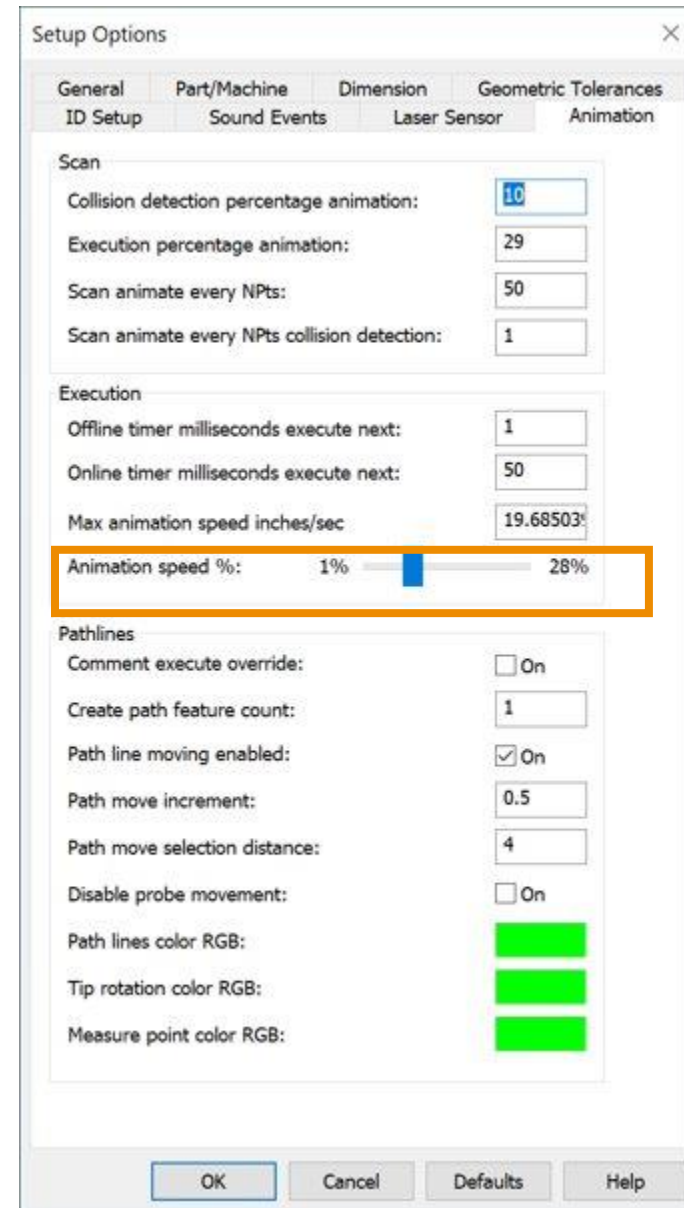 Setup Options
General Part/Machine Dimension Geometric Tolerances
ID Setup Sound Events Laser Sensor Animation
Scan
Collision detection percentage animation: 10
Execution percentage animation: 29
Scan animate every NPts: 50
Scan animate every NPts collision detection: 1
Execution
Offline timer milliseconds execute next: 1
Online timer milliseconds execute next: 50
Max animation speed inches/sec 19.68503
Animation speed %: 1% 28%
Pathlines
Comment execute override: On
Create path feature count: 1
Path line moving enabled: On
Path move increment: 0.5
Path move selection distance: 4
Disable probe movement: On
Path lines color RGB:
Tip rotation color RGB:
Measure point color RGB:
OK Cancel Defaults Help